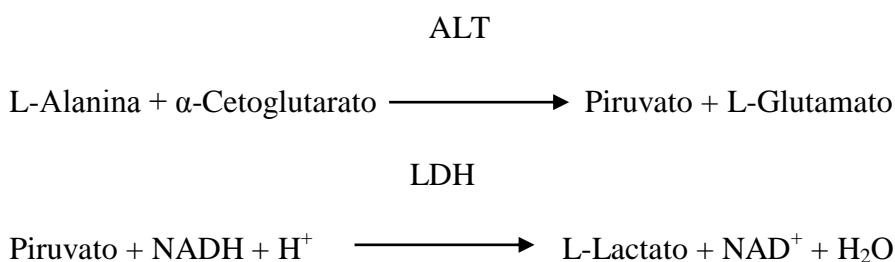 ALT
L-Alanina + α-Cetoglutarato ⟶ Piruvato + L-Glutamato
LDH
Piruvato + NADH + H⁺ ⟶ L-Lactato + NAD⁺ + H₂O